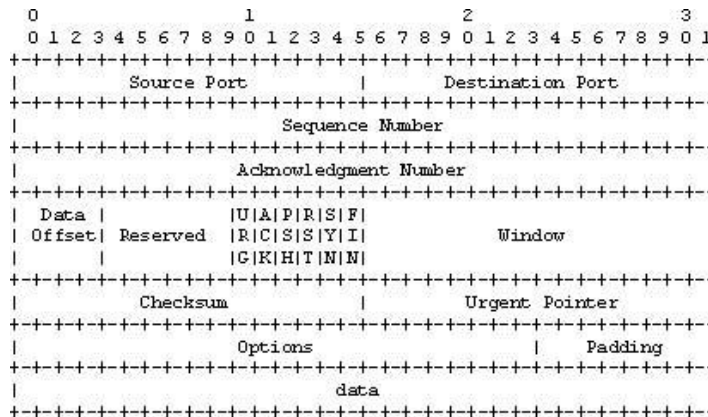 0                   1                   2                   3
0 1 2 3 4 5 6 7 8 9 0 1 2 3 4 5 6 7 8 9 0 1 2 3 4 5 6 7 8 9 0 1
+-+-+-+-+-+-+-+-+-+-+-+-+-+-+-+-+-+-+-+-+-+-+-+-+-+-+-+-+-+-+-+
|          Source Port          |       Destination Port
+-+-+-+-+-+-+-+-+-+-+-+-+-+-+-+-+-+-+-+-+-+-+-+-+-+-+-+-+-+-+-+
|                        Sequence Number
+-+-+-+-+-+-+-+-+-+-+-+-+-+-+-+-+-+-+-+-+-+-+-+-+-+-+-+-+-+-+-+
|                    Acknowledgment Number
+-+-+-+-+-+-+-+-+-+-+-+-+-+-+-+-+-+-+-+-+-+-+-+-+-+-+-+-+-+-+-+
|  Data |           |U|A|P|R|S|F|
| Offset| Reserved  |R|C|S|S|Y|I|            Window
|       |           |G|K|H|T|N|N|
+-+-+-+-+-+-+-+-+-+-+-+-+-+-+-+-+-+-+-+-+-+-+-+-+-+-+-+-+-+-+-+
|           Checksum            |         Urgent Pointer
+-+-+-+-+-+-+-+-+-+-+-+-+-+-+-+-+-+-+-+-+-+-+-+-+-+-+-+-+-+-+-+
|                    Options                    |    Padding
+-+-+-+-+-+-+-+-+-+-+-+-+-+-+-+-+-+-+-+-+-+-+-+-+-+-+-+-+-+-+-+
|                             data
+-+-+-+-+-+-+-+-+-+-+-+-+-+-+-+-+-+-+-+-+-+-+-+-+-+-+-+-+-+-+-+